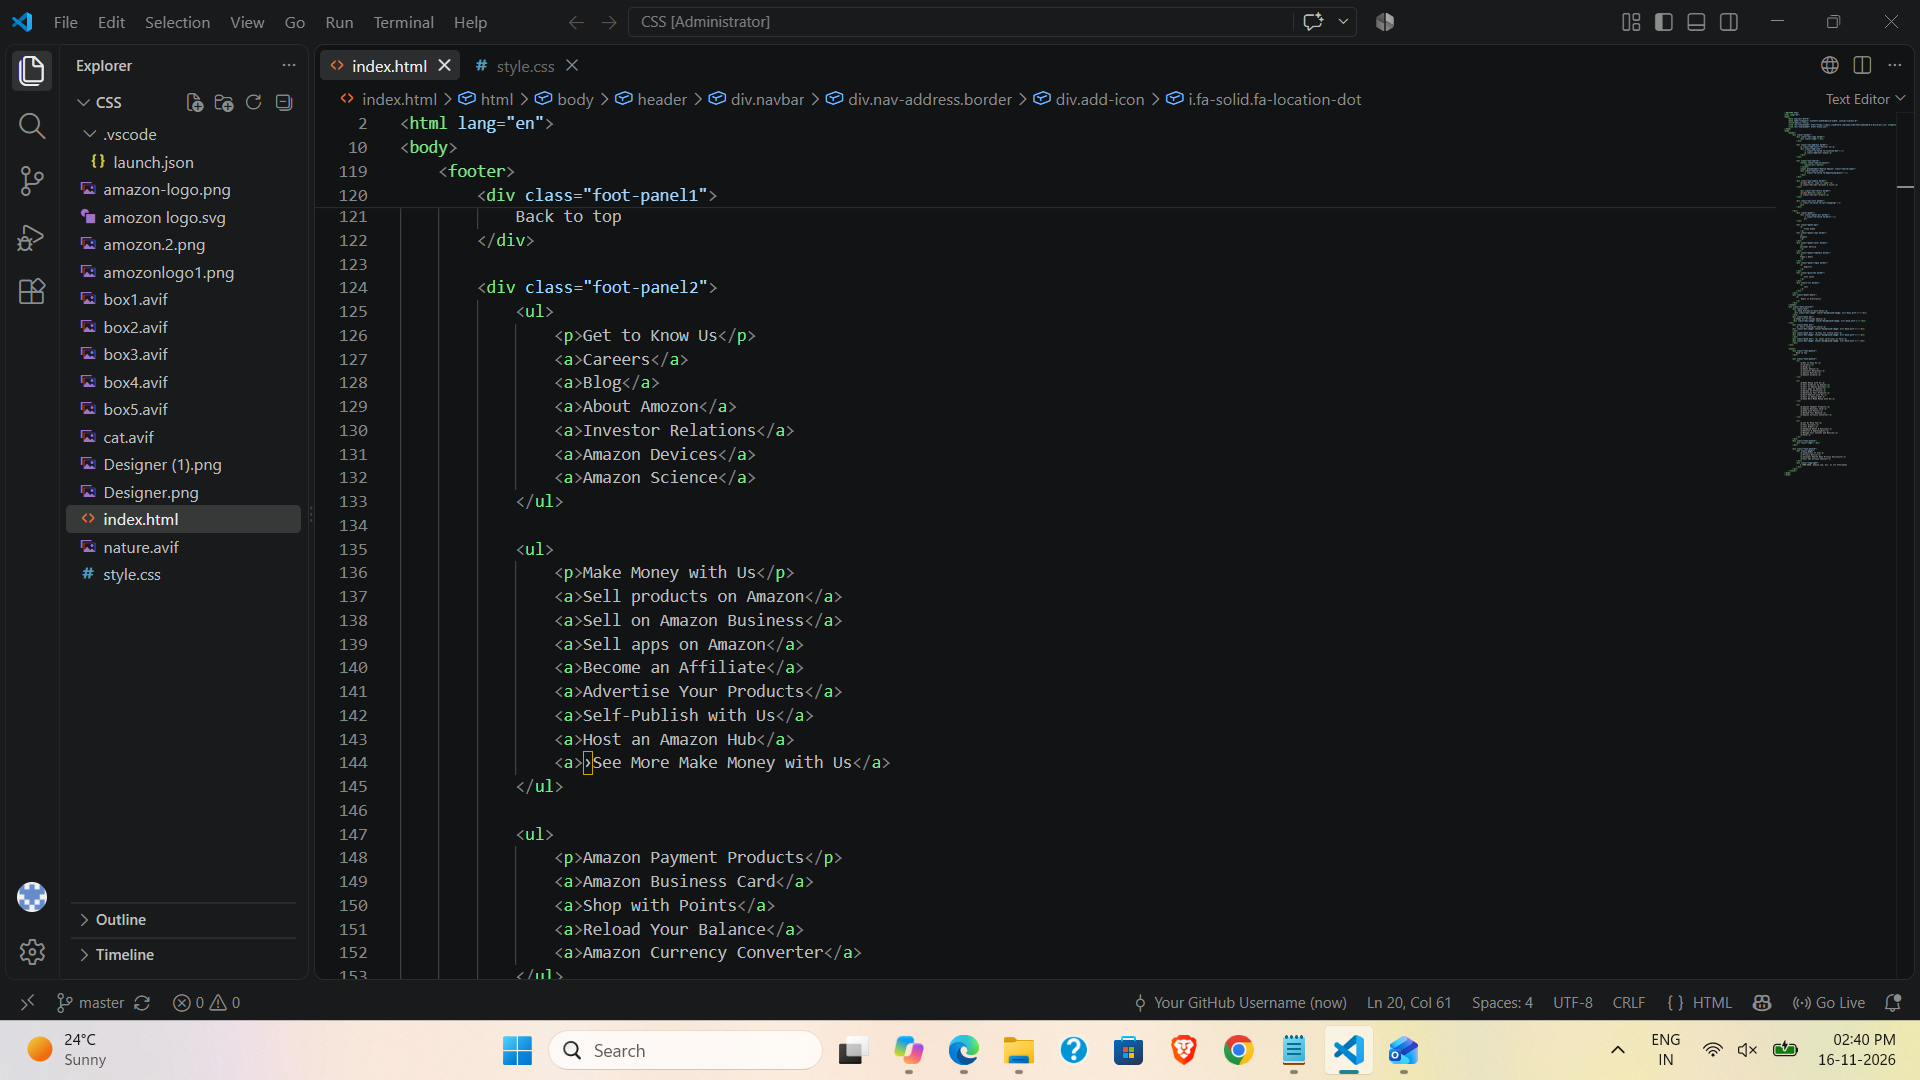 File Edit Selection View Go Run Terminal Help
CSS [Administrator]
Explorer
CSS
.vscode
launch.json
amazon-logo.png
amozon logo.svg
amozon.2.png
amozonlogo1.png
box1.avif
box2.avif
box3.avif
box4.avif
box5.avif
cat.avif
Designer (1).png
Designer.png
index.html
nature.avif
style.css
Outline
Timeline
index.html
style.css
index.html > html > body > header > div.navbar > div.nav-address.border > div.add-icon > i.fa-solid.fa-location-dot
Text Editor
2 <html lang="en">
10 <body>
119 <footer>
120 <div class="foot-panel1">
121 Back to top
122 </div>
123
124 <div class="foot-panel2">
125 <ul>
126 <p>Get to Know Us</p>
127 <a>Careers</a>
128 <a>Blog</a>
129 <a>About Amozon</a>
130 <a>Investor Relations</a>
131 <a>Amazon Devices</a>
132 <a>Amazon Science</a>
133 </ul>
134
135 <ul>
136 <p>Make Money with Us</p>
137 <a>Sell products on Amazon</a>
138 <a>Sell on Amazon Business</a>
139 <a>Sell apps on Amazon</a>
140 <a>Become an Affiliate</a>
141 <a>Advertise Your Products</a>
142 <a>Self-Publish with Us</a>
143 <a>Host an Amazon Hub</a>
144 <a>›See More Make Money with Us</a>
145 </ul>
146
147 <ul>
148 <p>Amazon Payment Products</p>
149 <a>Amazon Business Card</a>
150 <a>Shop with Points</a>
151 <a>Reload Your Balance</a>
152 <a>Amazon Currency Converter</a>
153 </ul>
master 0 0
Your GitHub Username (now) Ln 20, Col 61 Spaces: 4 UTF-8 CRLF { } HTML Go Live
24°C
Sunny
Search
ENG
IN
02:40 PM
16-11-2026